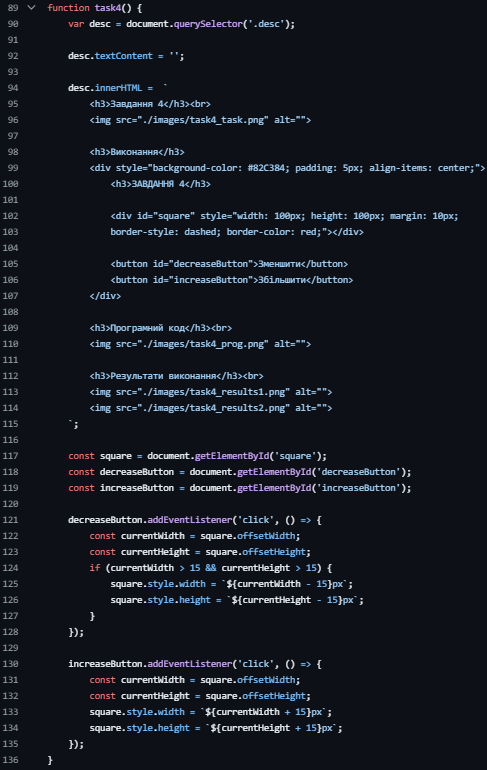 89 function task4() {
90 var desc = document.querySelector('.desc');
91
92 desc.textContent = '';
93
94 desc.innerHTML = `
95 <h3>Завдання 4</h3><br>
96 <img src="./images/task4_task.png" alt="">
97
98 <h3>Виконання</h3>
99 <div style="background-color: #82C384; padding: 5px; align-items: center;">
100 <h3>ЗАВДАННЯ 4</h3>
101
102 <div id="square" style="width: 100px; height: 100px; margin: 10px;
103 border-style: dashed; border-color: red;"></div>
104
105 <button id="decreaseButton">Зменшити</button>
106 <button id="increaseButton">Збільшити</button>
107 </div>
108
109 <h3>Програмний код</h3><br>
110 <img src="./images/task4_prog.png" alt="">
111
112 <h3>Результати виконання</h3><br>
113 <img src="./images/task4_results1.png" alt="">
114 <img src="./images/task4_results2.png" alt="">
115 `;
116
117 const square = document.getElementById('square');
118 const decreaseButton = document.getElementById('decreaseButton');
119 const increaseButton = document.getElementById('increaseButton');
120
121 decreaseButton.addEventListener('click', () => {
122 const currentWidth = square.offsetWidth;
123 const currentHeight = square.offsetHeight;
124 if (currentWidth > 15 && currentHeight > 15) {
125 square.style.width = `${currentWidth - 15}px`;
126 square.style.height = `${currentHeight - 15}px`;
127 }
128 });
129
130 increaseButton.addEventListener('click', () => {
131 const currentWidth = square.offsetWidth;
132 const currentHeight = square.offsetHeight;
133 square.style.width = `${currentWidth + 15}px`;
134 square.style.height = `${currentHeight + 15}px`;
135 });
136 }